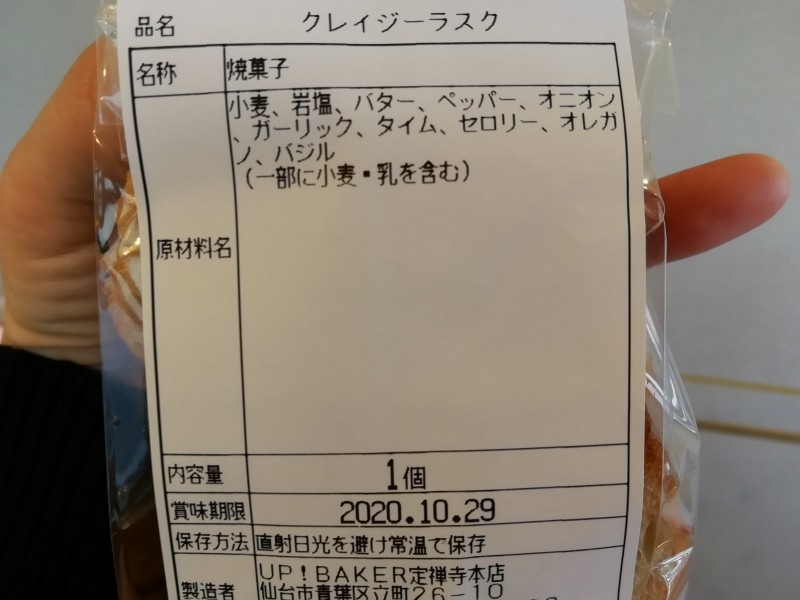 品名 クレイジーラスク
名称 焼菓子
原材料名 小麦、岩塩、バター、ペッパー、オニオン
、ガーリック、タイム、セロリー、オレガ
ノ、バジル
(一部に小麦・乳を含む)
内容量 1個
賞味期限 2020.10.29
保存方法 直射日光を避け常温で保存
製造者 UP!BAKER定禅寺本店
仙台市青葉区立町26-10